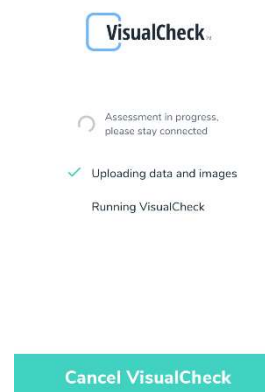 VisualCheck
Assessment in progress,
please stay connected
Uploading data and images
Running VisualCheck
Cancel VisualCheck